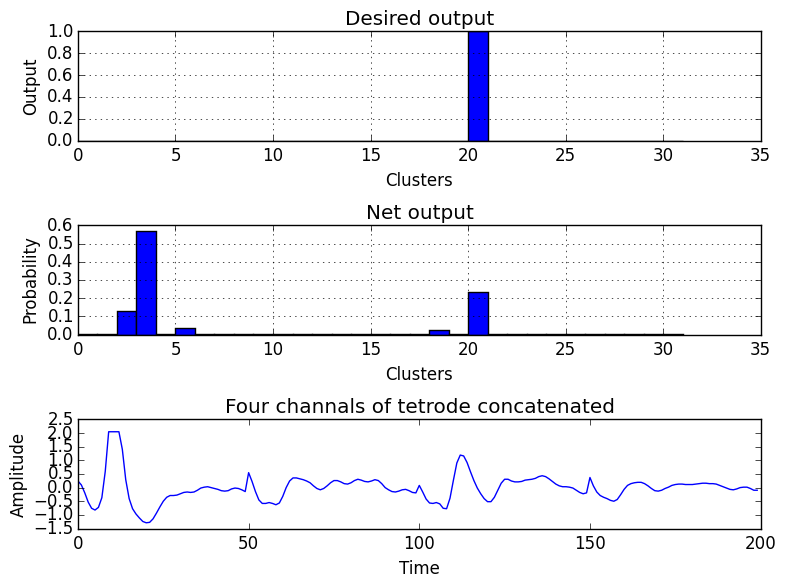 Desired output
1.0
0.8
0.6
0.4
0.2
0.0
Output
0 5 10 15 20 25 30 35
Clusters
Net output
0.6
0.5
0.4
0.3
0.2
0.1
0.0
Probability
0 5 10 15 20 25 30 35
Clusters
Four channels of tetrode concatenated
2.5
2.0
1.5
1.0
0.5
0.0
−0.5
−1.0
−1.5
Amplitude
0 50 100 150 200
Time